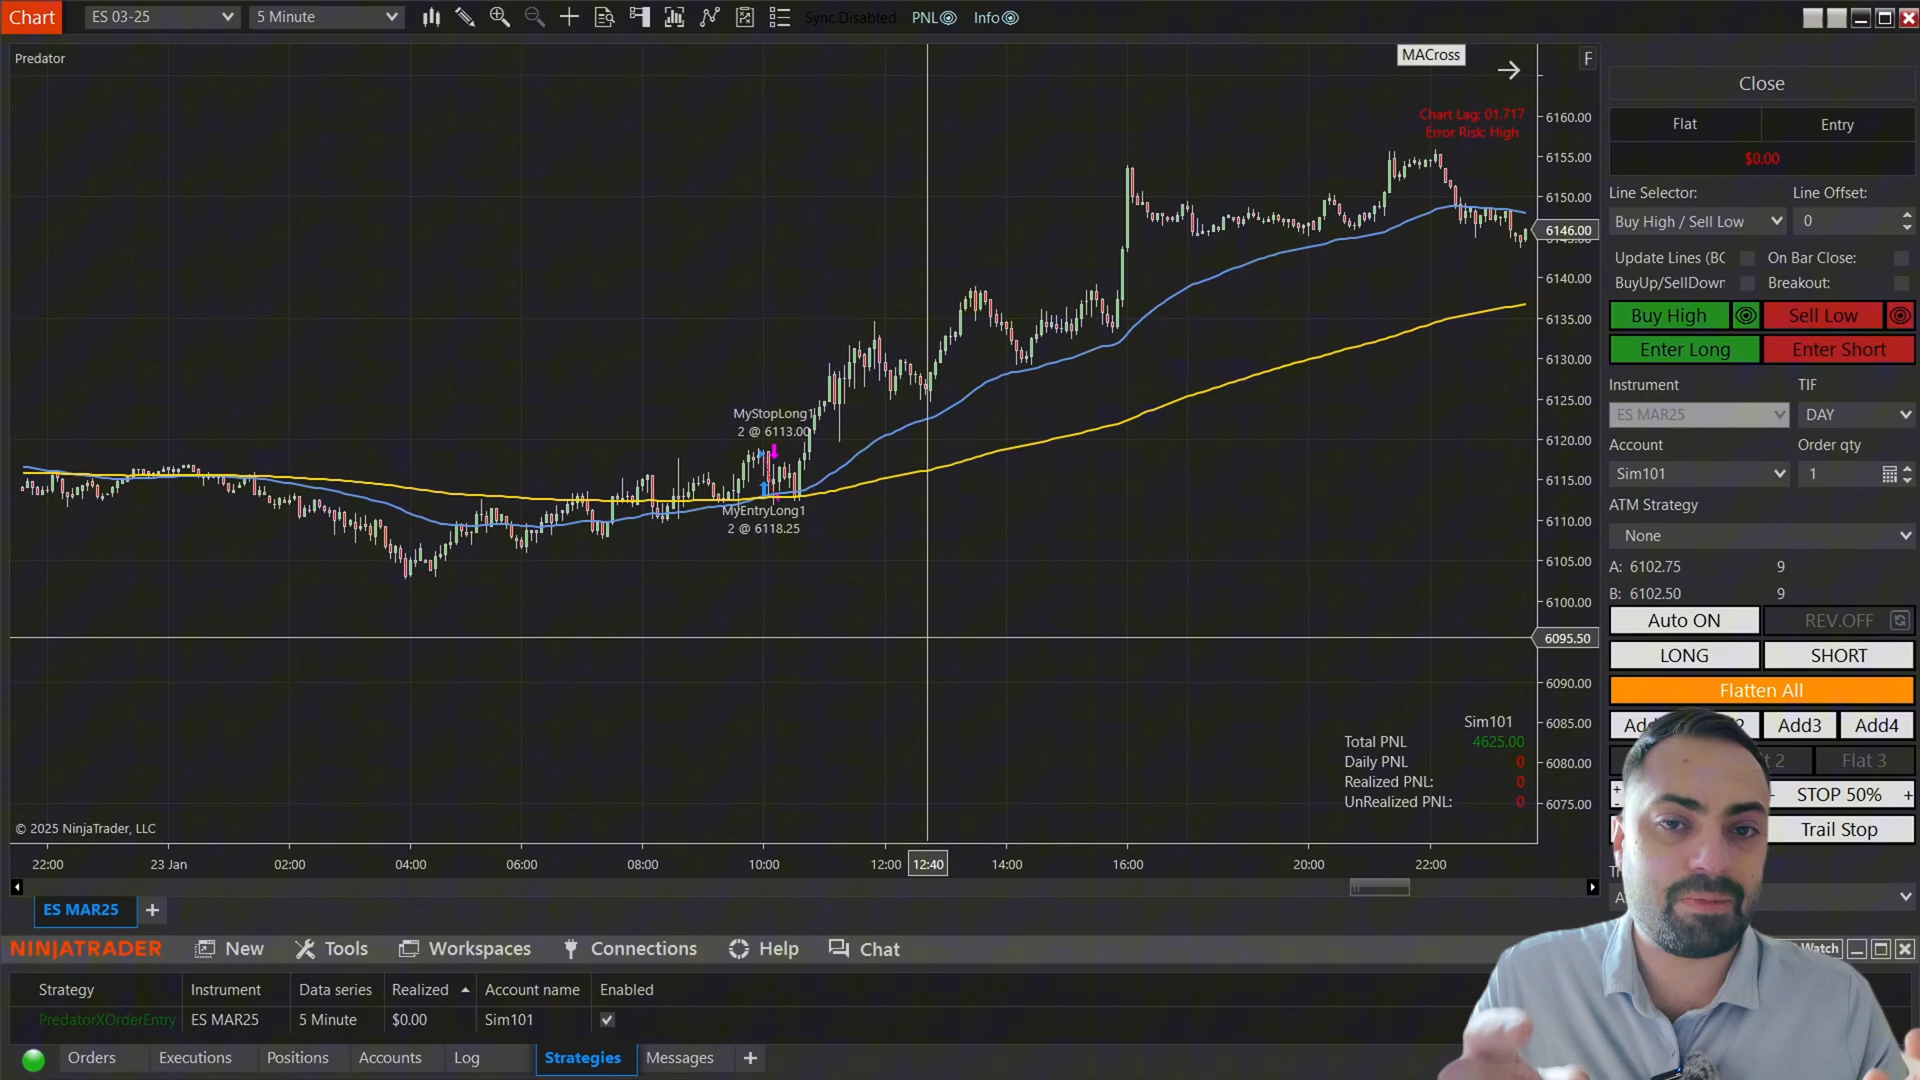 Chart
ES 03-25
5 Minute
Sync.Disabled
PNL
Info
Predator
MACross
F
Chart Lag: 01.717
Error Risk: High
6160.00
6155.00
6150.00
6146.00
6140.00
6135.00
6130.00
6125.00
6120.00
6115.00
6110.00
6105.00
6100.00
6095.50
6090.00
6085.00
6080.00
6075.00
MyStopLong1
2 @ 6113.00
MyEntryLong1
2 @ 6118.25
Sim101
Total PNL 4625.00
Daily PNL 0
Realized PNL: 0
UnRealized PNL: 0
© 2025 NinjaTrader, LLC
22:00 23 Jan 02:00 04:00 06:00 08:00 10:00 12:00 12:40 14:00 16:00 20:00 22:00
ES MAR25
Close
Flat Entry
$0.00
Line Selector: Line Offset:
Buy High / Sell Low 0
Update Lines (BC On Bar Close:
BuyUp/SellDown Breakout:
Buy High Sell Low
Enter Long Enter Short
Instrument TIF
ES MAR25 DAY
Account Order qty
Sim101 1
ATM Strategy
None
A: 6102.75 9
B: 6102.50 9
Auto ON REV.OFF
LONG SHORT
Flatten All
Add3 Add4
Flat 3
STOP 50% +
Trail Stop
NINJATRADER New Tools Workspaces Connections Help Chat
Watch
Strategy Instrument Data series Realized Account name Enabled
PredatorXOrderEntry ES MAR25 5 Minute $0.00 Sim101
Orders Executions Positions Accounts Log Strategies Messages +